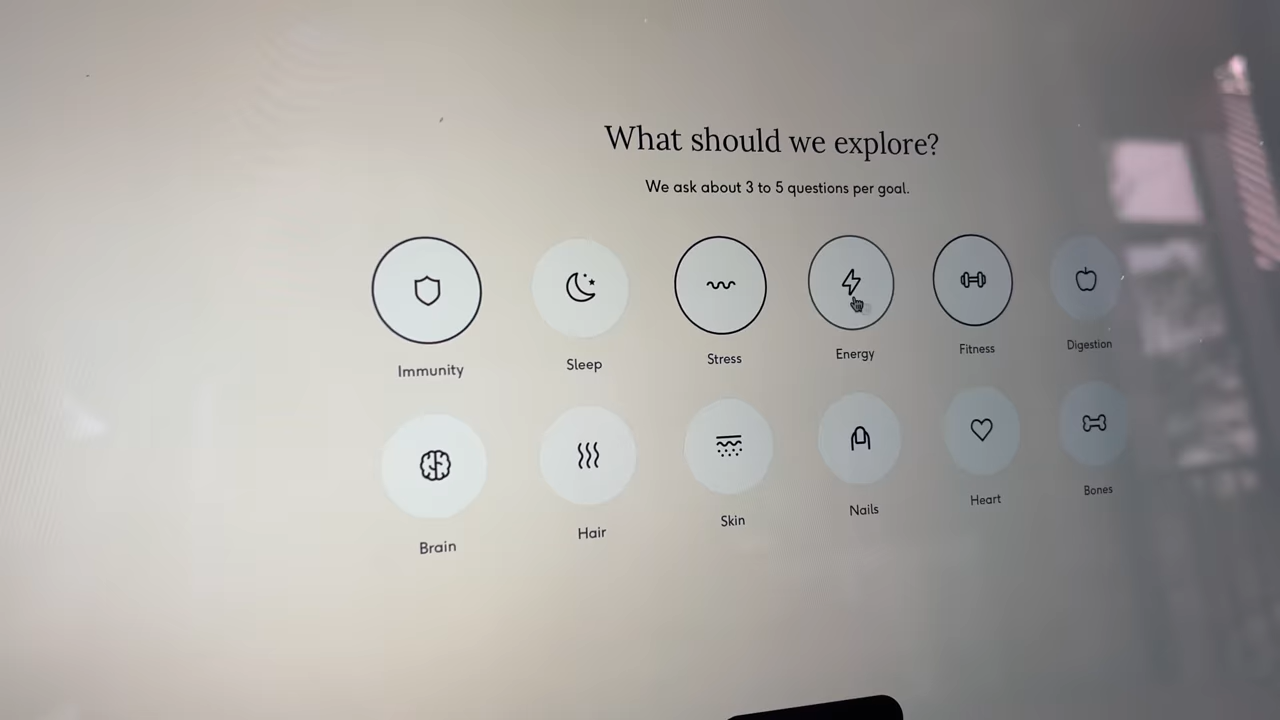 What should we explore?
We ask about 3 to 5 questions per goal.
Immunity
Sleep
Stress
Energy
Fitness
Digestion
Brain
Hair
Skin
Nails
Heart
Bones